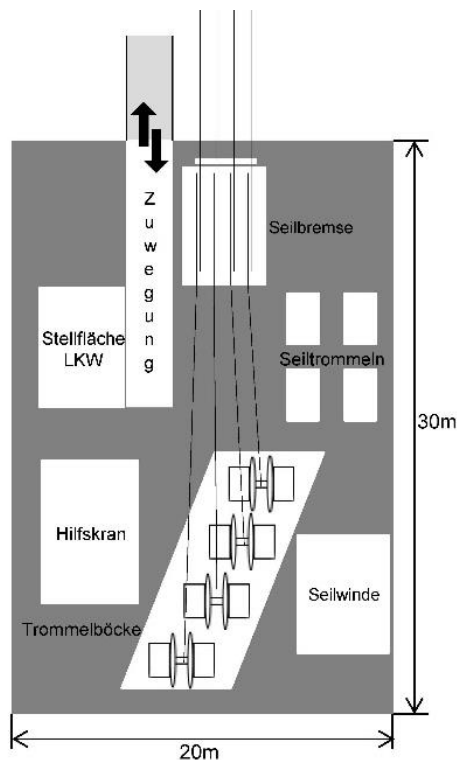 Zuwegung
Seilbremse
Stellfläche
LKW
Seiltrommeln
30m
Hilfskran
Seilwinde
Trommelböcke
20m